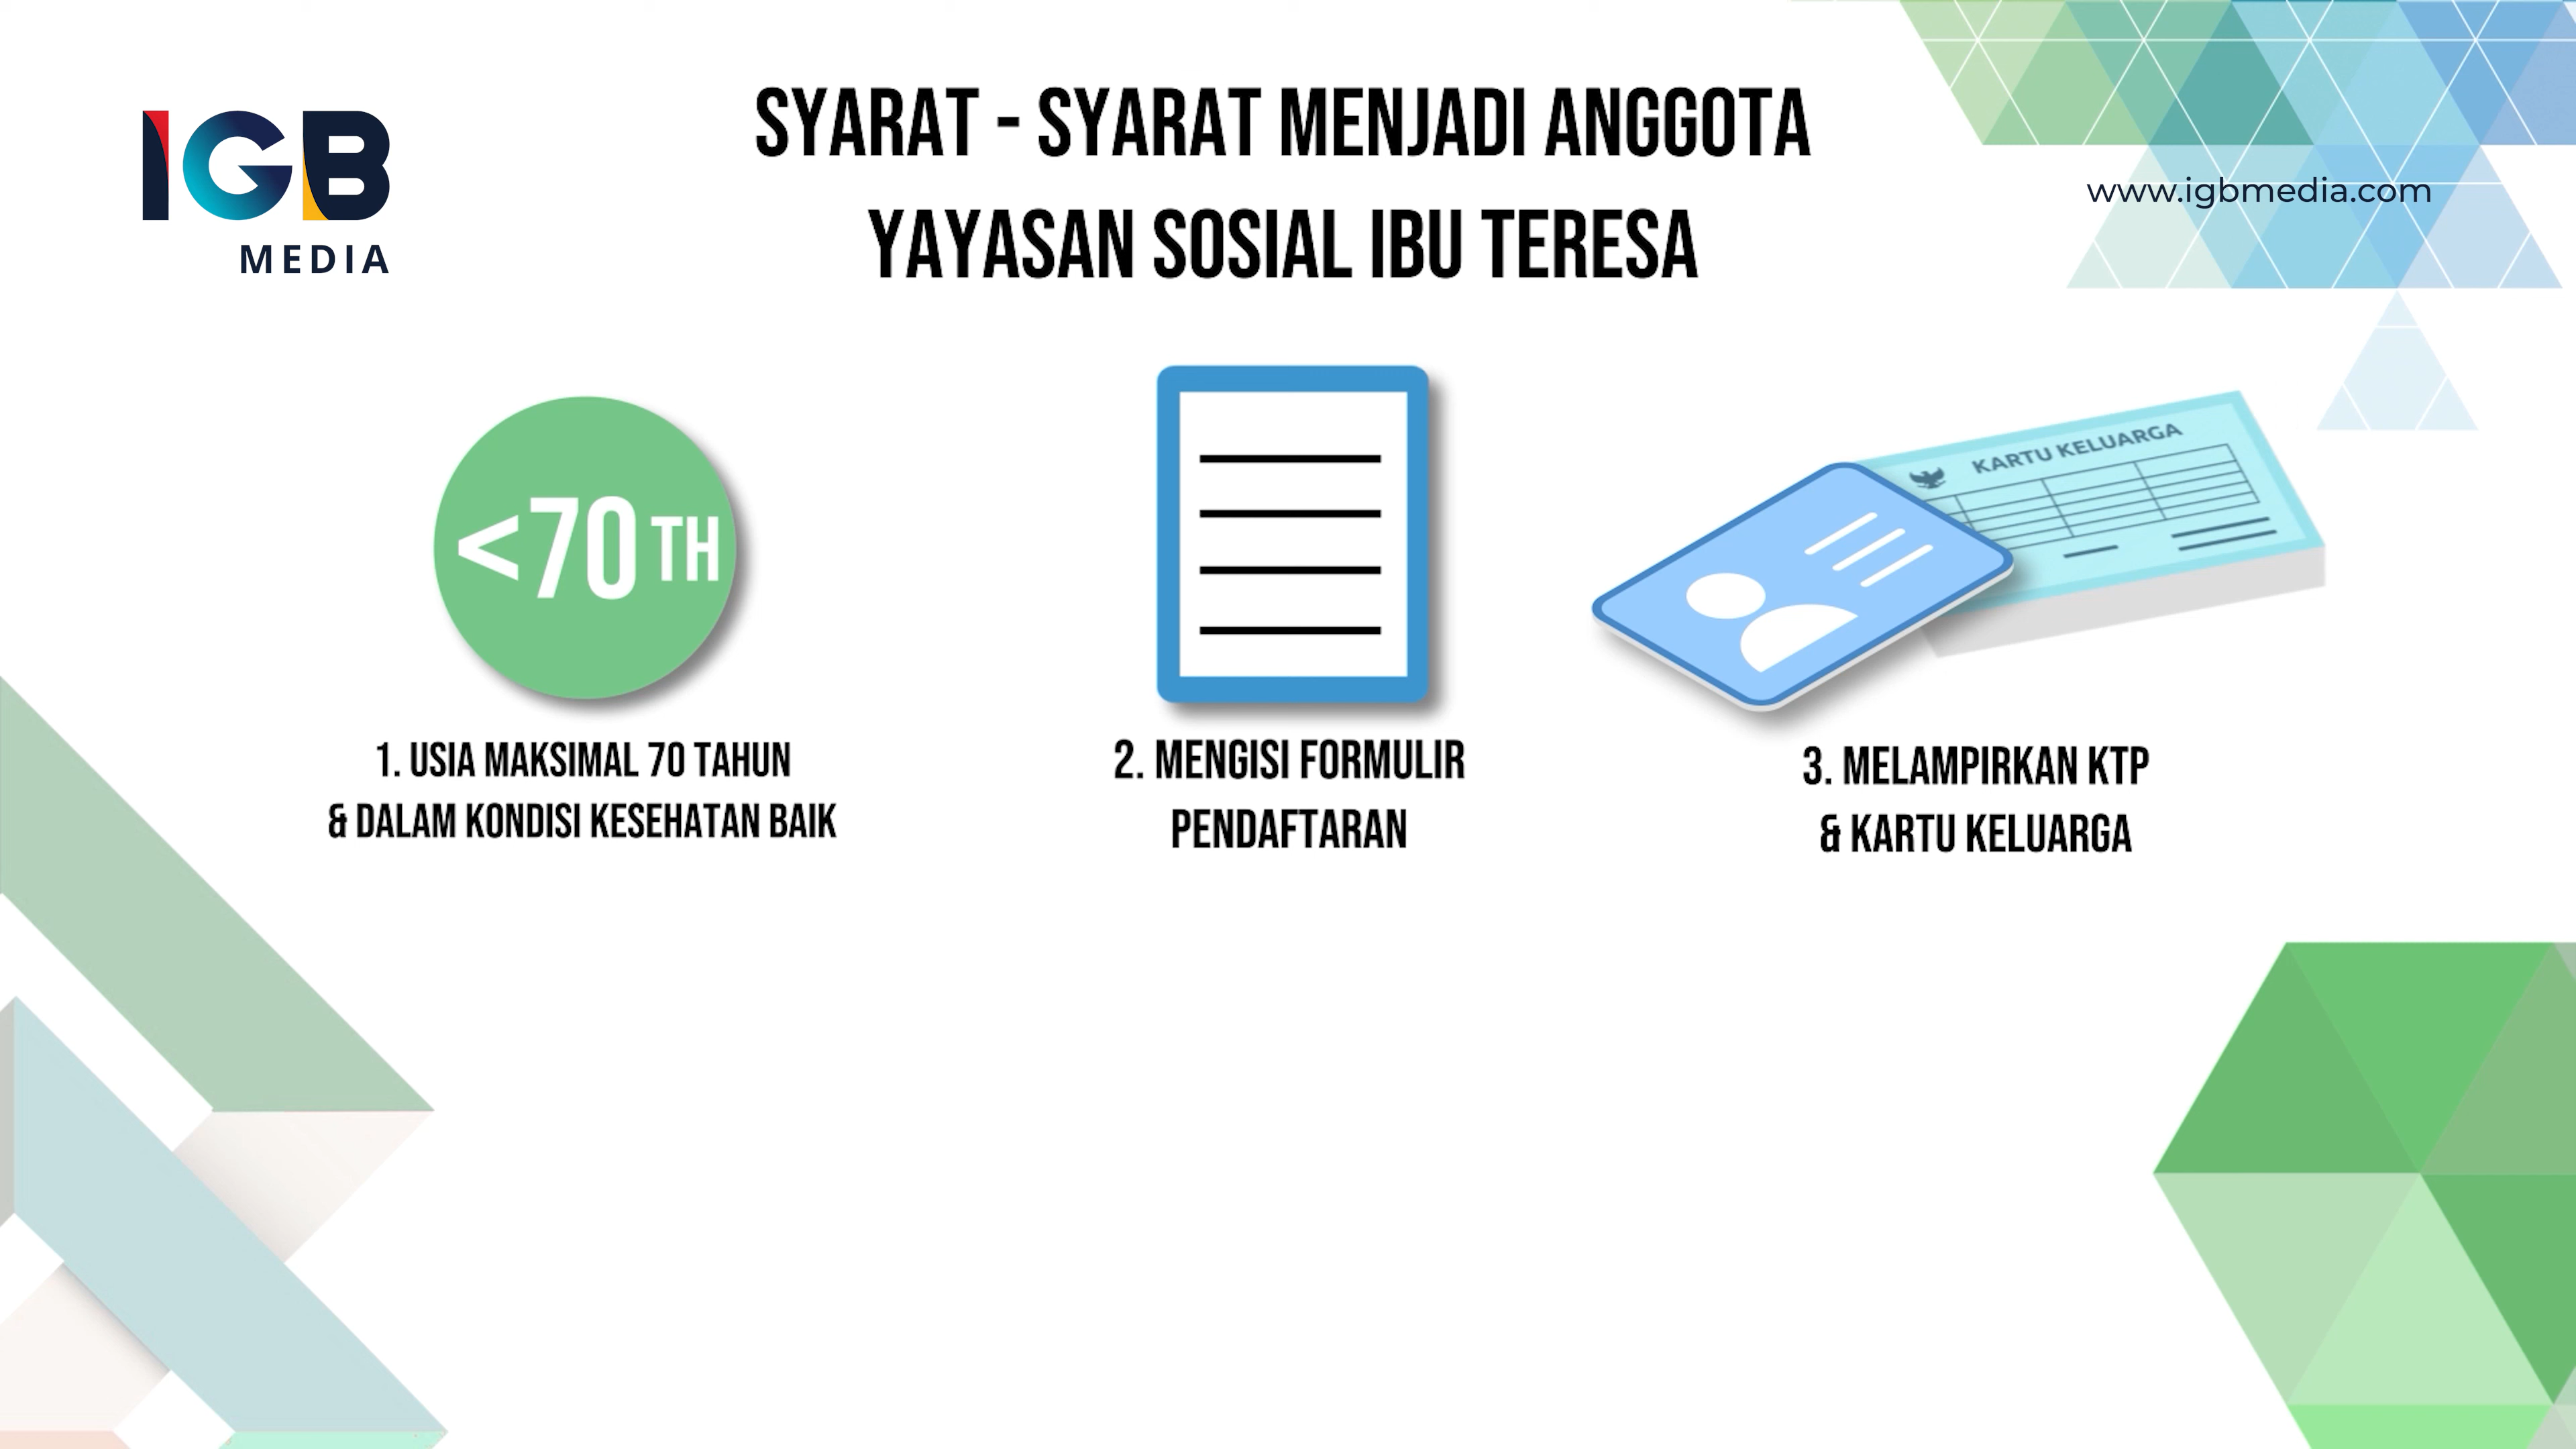 IGB
MEDIA
SYARAT - SYARAT MENJADI ANGGOTA
YAYASAN SOSIAL IBU TERESA
www.igbmedia.com
<70 TH
KARTU KELUARGA
1. USIA MAKSIMAL 70 TAHUN
& DALAM KONDISI KESEHATAN BAIK
2. MENGISI FORMULIR
PENDAFTARAN
3. MELAMPIRKAN KTP
& KARTU KELUARGA